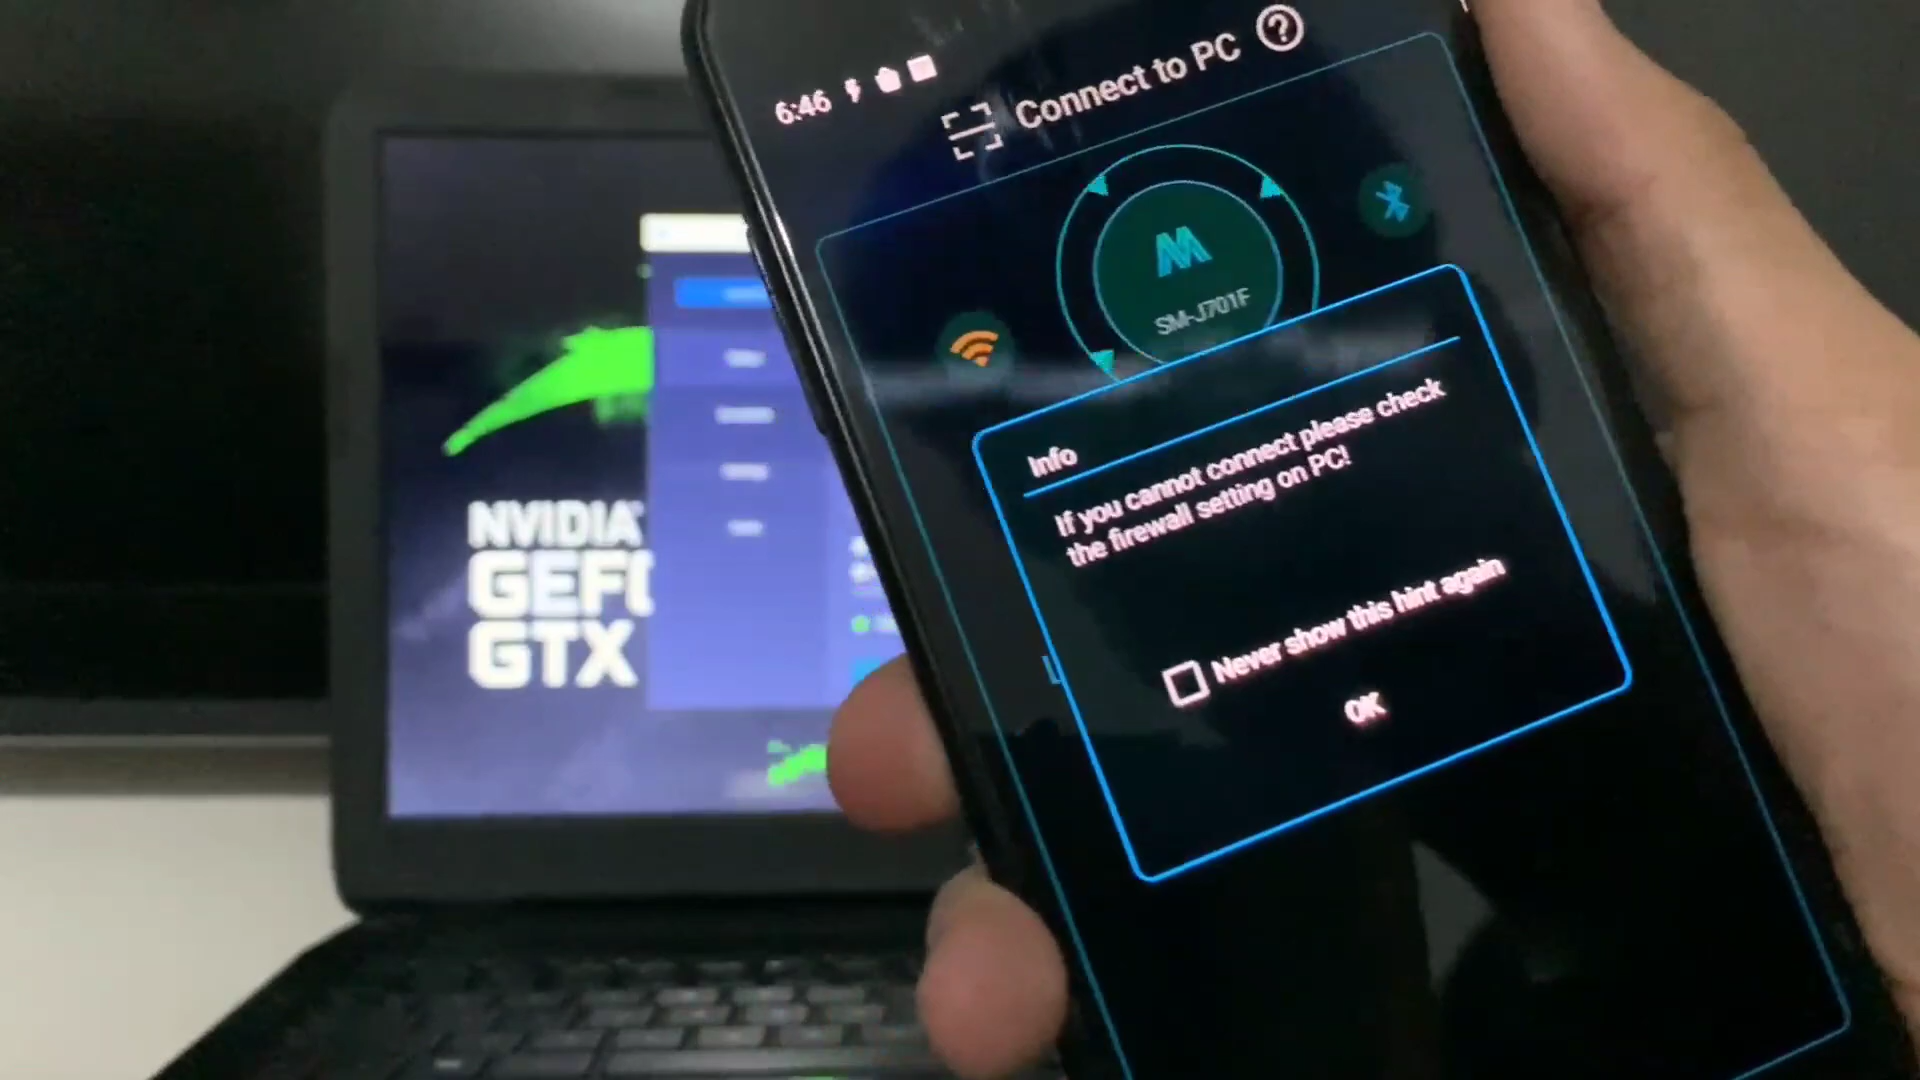 6:46
Connect to PC ?
SM-J701F
Info
If you cannot connect please check
the firewall setting on PC!
Never show this hint again
OK
NVIDIA
GEFO
GTX